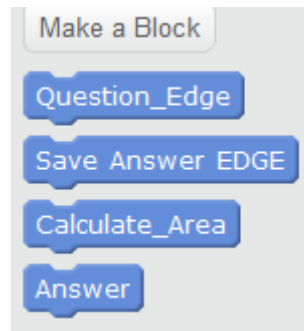 Make a Block
Question_Edge
Save Answer EDGE
Calculate_Area
Answer